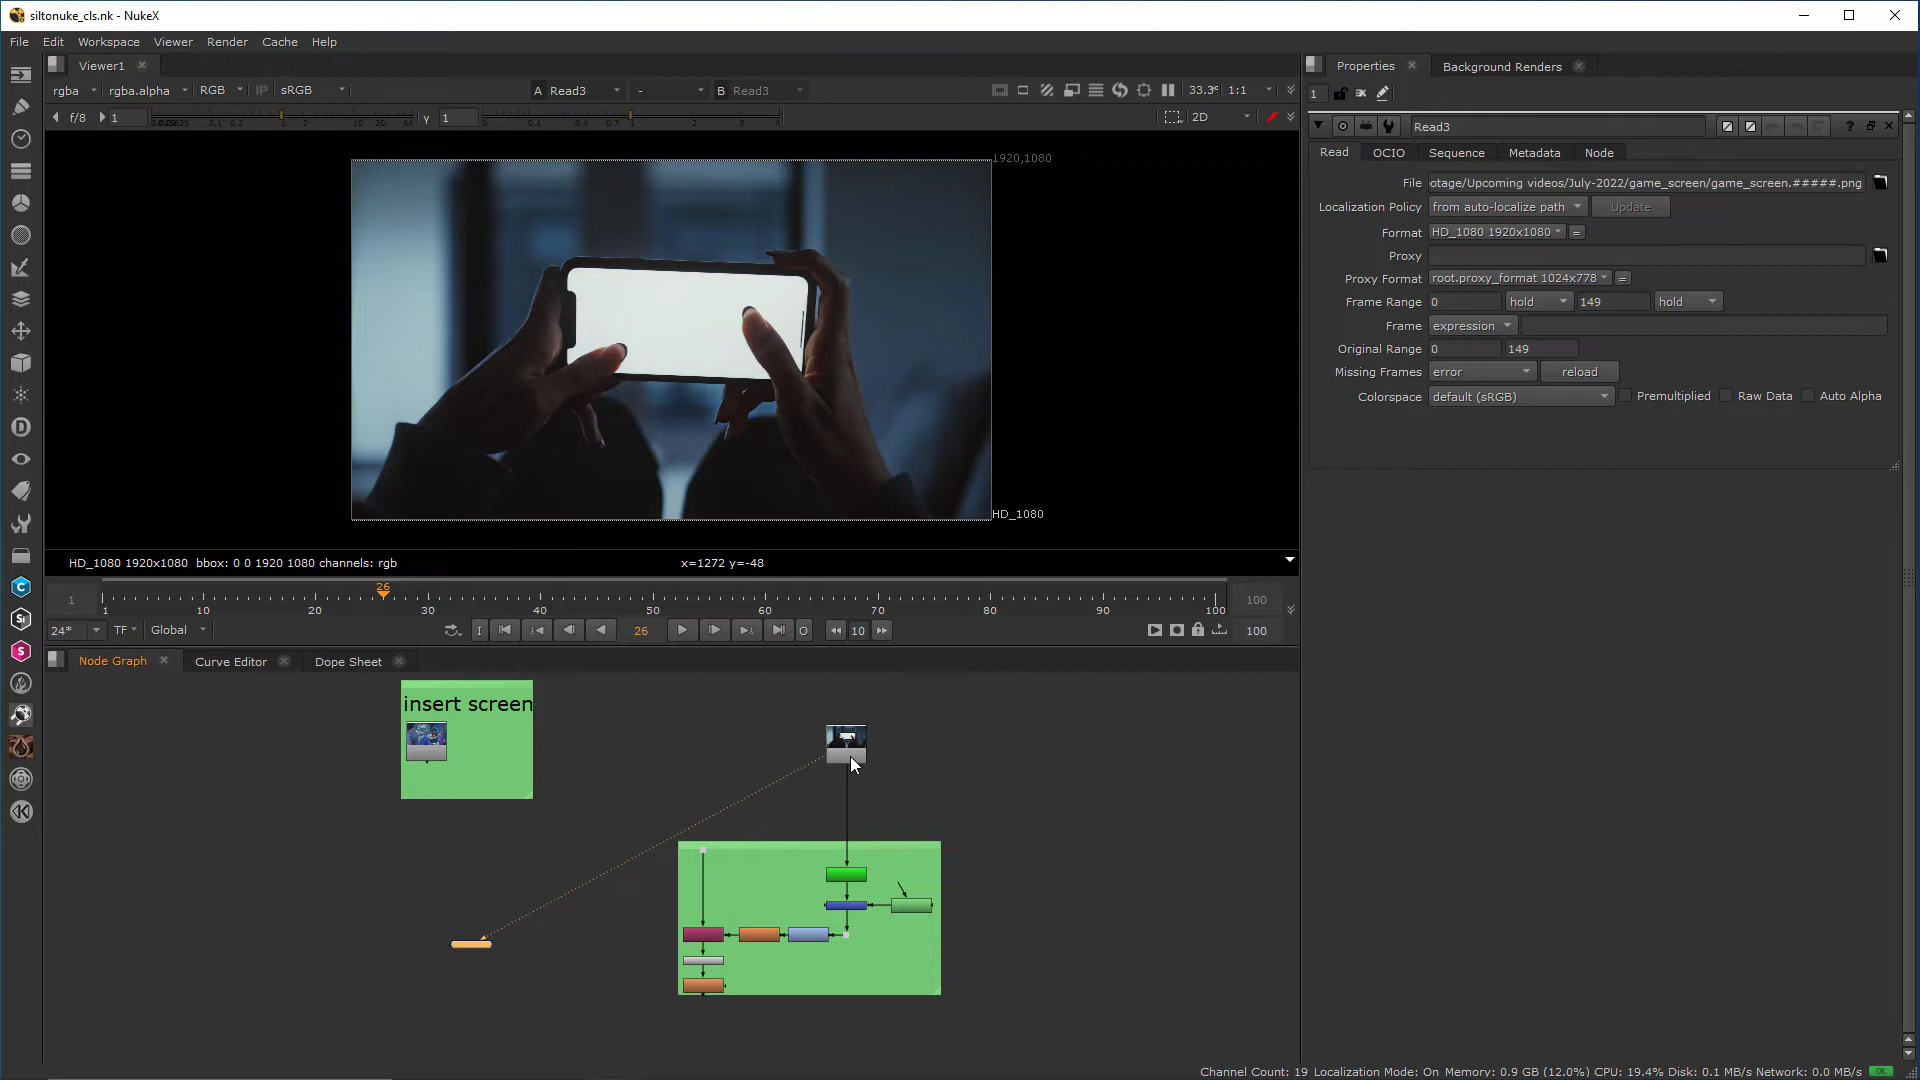 siltonuke_cls.nk - NukeX
File Edit Workspace Viewer Render Cache Help
Viewer1
Properties Background Renders
rgba rgba.alpha RGB IP sRGB A Read3 - B Read3 33.3 1:1
1
f/8 1 y 1 2D
Read3
Read OCIO Sequence Metadata Node
1920,1080
File otage/Upcoming videos/July-2022/game_screen/game_screen.#####.png
Localization Policy from auto-localize path Update
Format HD_1080 1920x1080 =
Proxy
Proxy Format root.proxy_format 1024x778 =
Frame Range 0 hold 149 hold
Frame expression
Original Range 0 149
Missing Frames error reload
Colorspace default (sRGB) Premultiplied Raw Data Auto Alpha
HD_1080
HD_1080 1920x1080 bbox: 0 0 1920 1080 channels: rgb x=1272 y=-48
26
1 100
1 10 20 30 40 50 60 70 80 90 100
24* TF Global I 26 O 10 100
Node Graph Curve Editor Dope Sheet
insert screen
Channel Count: 19 Localization Mode: On Memory: 0.9 GB (12.0%) CPU: 19.4% Disk: 0.1 MB/s Network: 0.0 MB/s OK